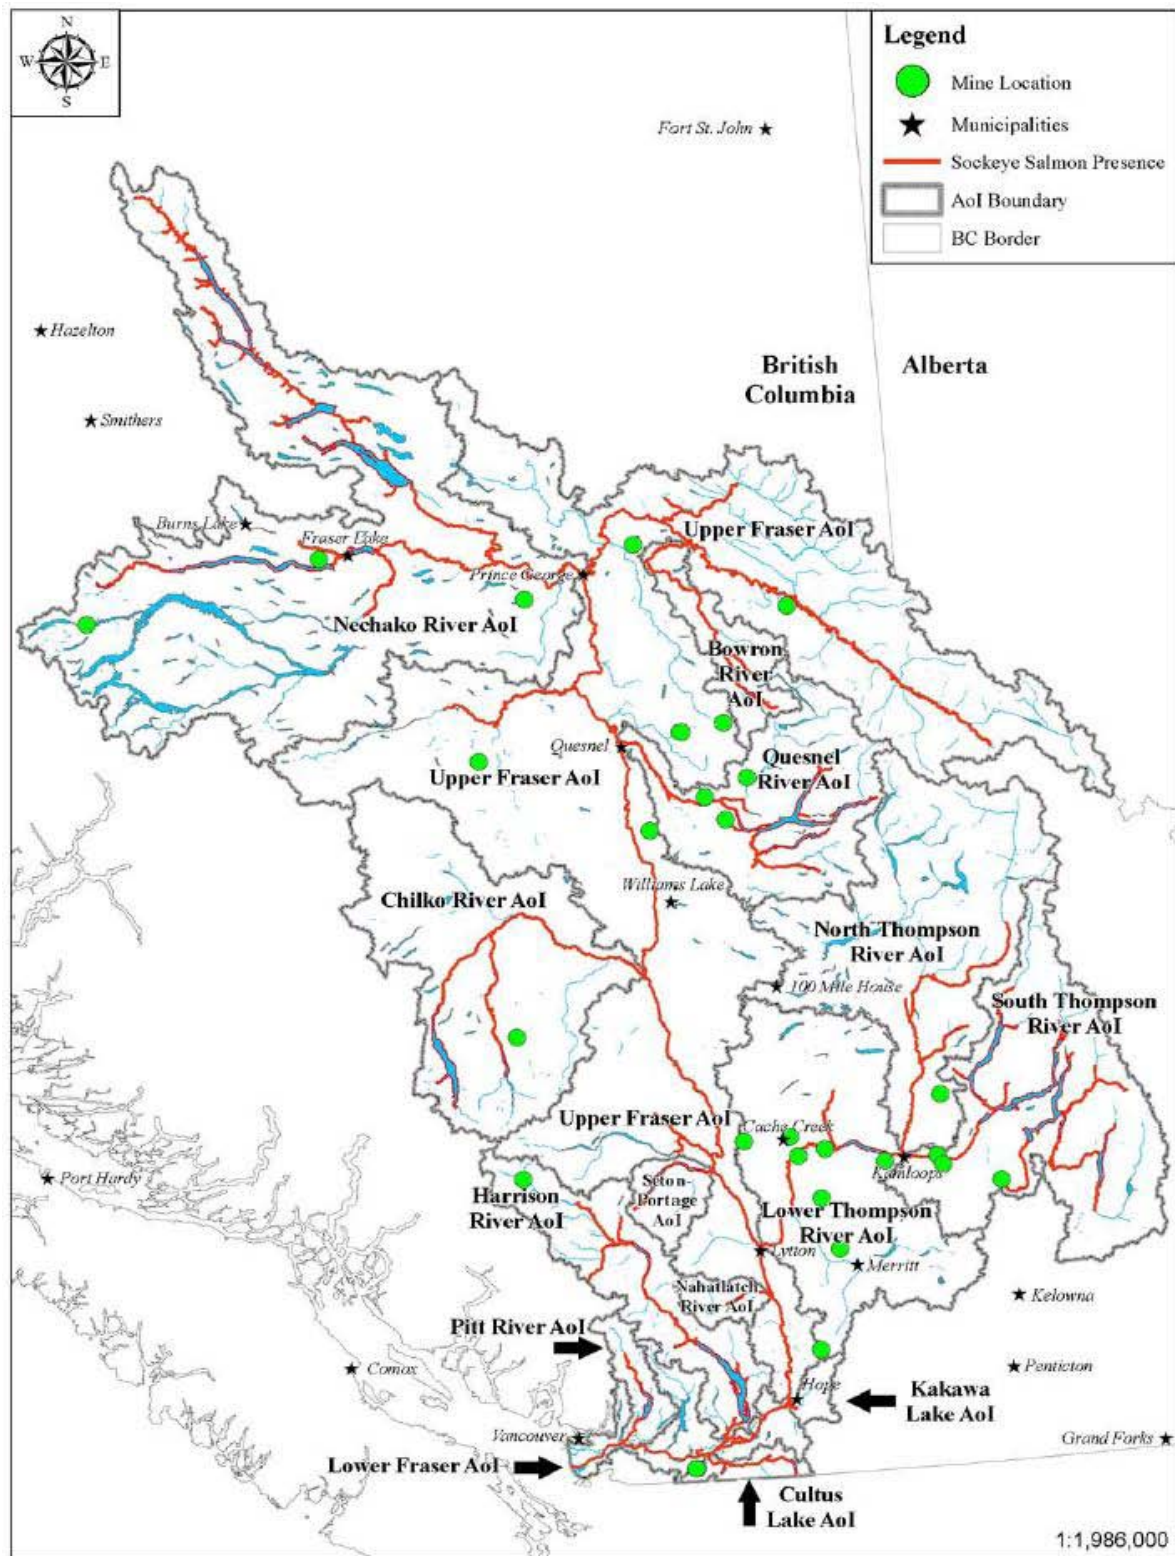 N
W E
S
Legend
Mine Location
Municipalities
Sockeye Salmon Presence
AoI Boundary
BC Border
Fort St. John
Hazelton
British
Columbia
Alberta
Smithers
Burns Lake
Fraser Lake
Upper Fraser AoI
Prince George
Nechako River AoI
Bowron
River
AoI
Quesnel
Quesnel
River AoI
Upper Fraser AoI
Williams Lake
Chilko River AoI
North Thompson
River AoI
100 Mile House
South Thompson
River AoI
Upper Fraser AoI
Cache Creek
Kamloops
Port Hardy
Harrison
River AoI
Seton-
Portage
AoI
Lower Thompson
River AoI
Lytton
Merritt
Nahatlatch
River AoI
Kelowna
Pitt River AoI
Comox
Penticton
Hope
Kakawa
Lake AoI
Vancouver
Grand Forks
Lower Fraser AoI
Cultus
Lake AoI
1:1,986,000